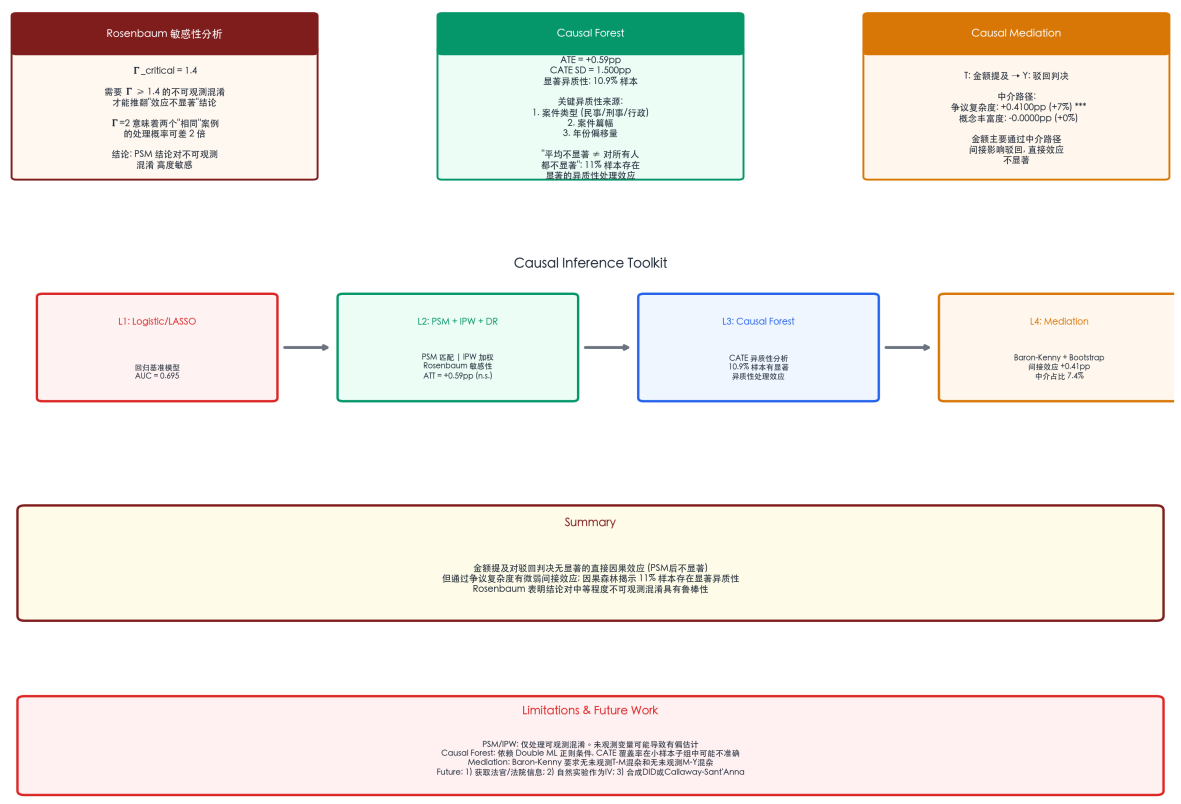 Rosenbaum 敏感性分析
Γ_critical = 1.4
需要 Γ ≥ 1.4 的不可观测混淆
才能推翻"效应不显著"结论
Γ=2 意味着两个"相同"案例
的处理概率可差 2 倍
结论: PSM 结论对不可观测
混淆 高度敏感
Causal Forest
ATE = +0.59pp
CATE SD = 1.500pp
显著异质性: 10.9% 样本
关键异质性来源:
1. 案件类型 (民事/刑事/行政)
2. 案件篇幅
3. 年份偏移量
"平均不显著 ≠ 对所有人
都不显著": 11% 样本存在
显著的异质性处理效应
Causal Mediation
T: 金额提及 → Y: 驳回判决
中介路径:
争议复杂度: +0.4100pp (+7%) ***
概念丰富度: -0.0000pp (+0%)
金额主要通过中介路径
间接影响驳回, 直接效应
不显著
Causal Inference Toolkit
L1: Logistic/LASSO
回归基准模型
AUC = 0.695
L2: PSM + IPW + DR
PSM 匹配 | IPW 加权
Rosenbaum 敏感性
ATT = +0.59pp (n.s.)
L3: Causal Forest
CATE 异质性分析
10.9% 样本有显著
异质性处理效应
L4: Mediation
Baron-Kenny + Bootstrap
间接效应 +0.41pp
中介占比 7.4%
Summary
金额提及对驳回判决无显著的直接因果效应 (PSM后不显著)
但通过争议复杂度有微弱间接效应; 因果森林揭示 11% 样本存在显著异质性
Rosenbaum 表明结论对中等程度不可观测混淆具有鲁棒性
Limitations & Future Work
PSM/IPW: 仅处理可观测混淆。未观测变量可能导致有偏估计
Causal Forest: 依赖 Double ML 正则条件, CATE 覆盖率在小样本子组中可能不准确
Mediation: Baron-Kenny 要求无未观测T-M混杂和无未观测M-Y混杂
Future: 1) 获取法官/法院信息; 2) 自然实验作为IV; 3) 合成DID或Callaway-Sant'Anna